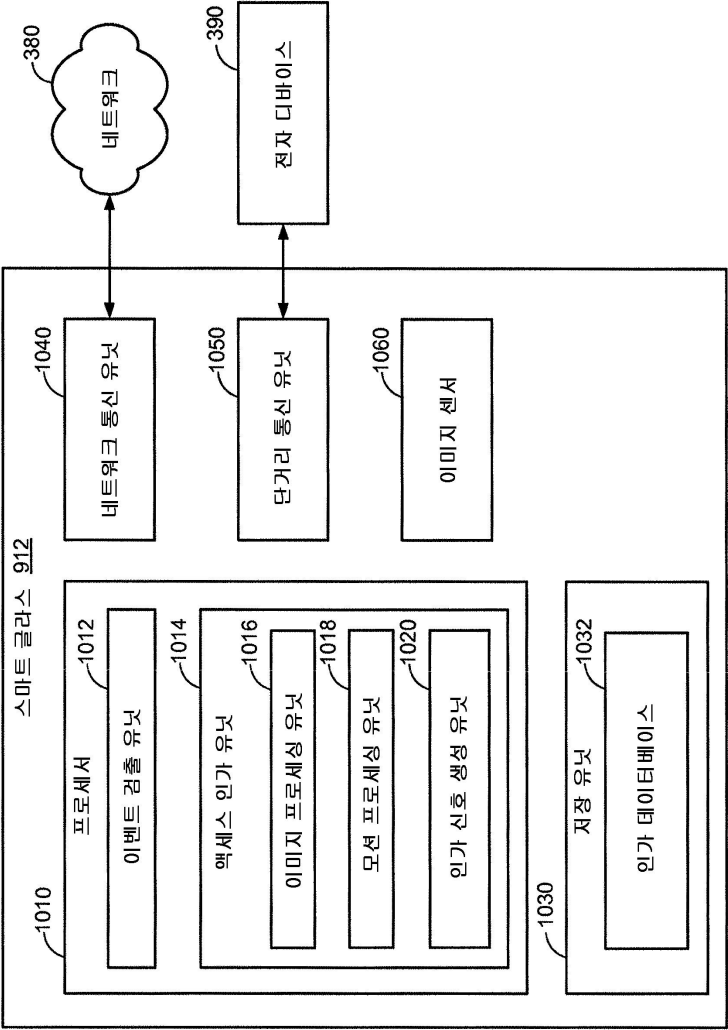 스마트 글라스 912
1010
프로세서
1012
이벤트 검출 유닛
1014
액세스 인가 유닛
1016
이미지 프로세싱 유닛
1018
모션 프로세싱 유닛
1020
인가 신호 생성 유닛
1030
저장 유닛
1032
인가 데이터베이스
1040
네트워크 통신 유닛
1050
단거리 통신 유닛
1060
이미지 센서
380
네트워크
390
전자 디바이스